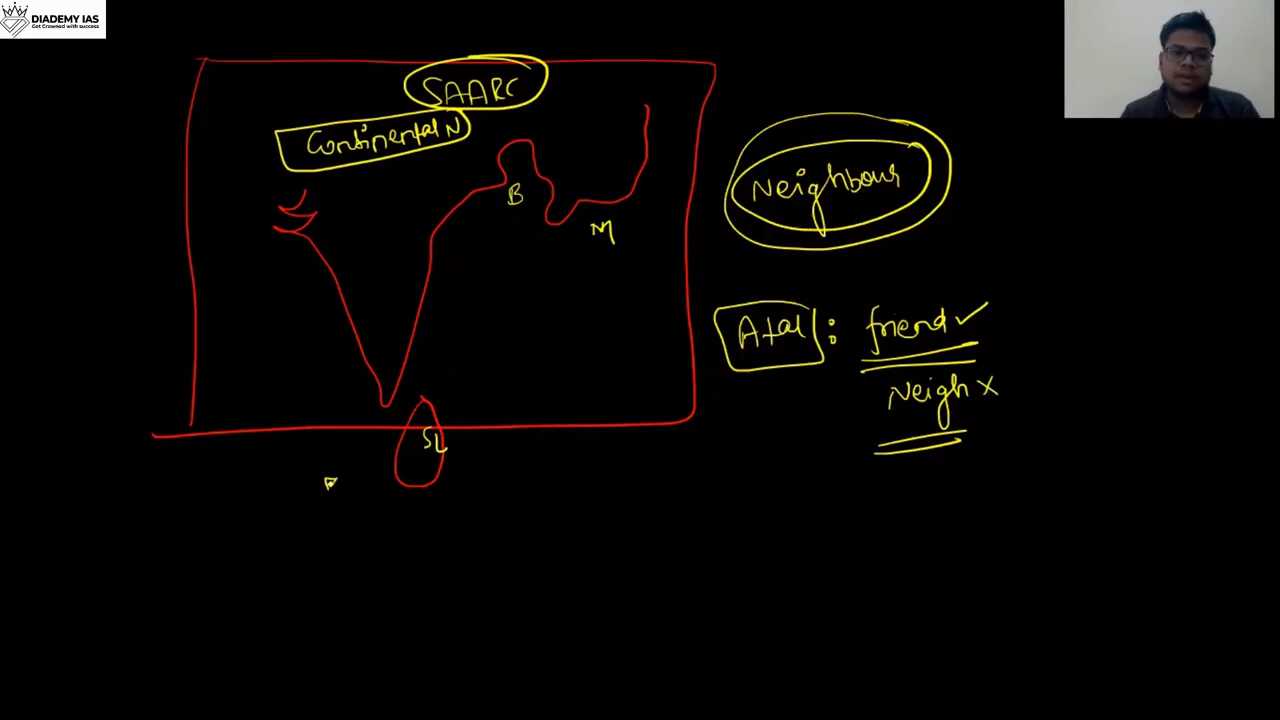 DIADEMY IAS
Get Crowned with success
SAARC
Continental N
Neighbour
B
M
Atal : friend ✓
Neigh X
SL